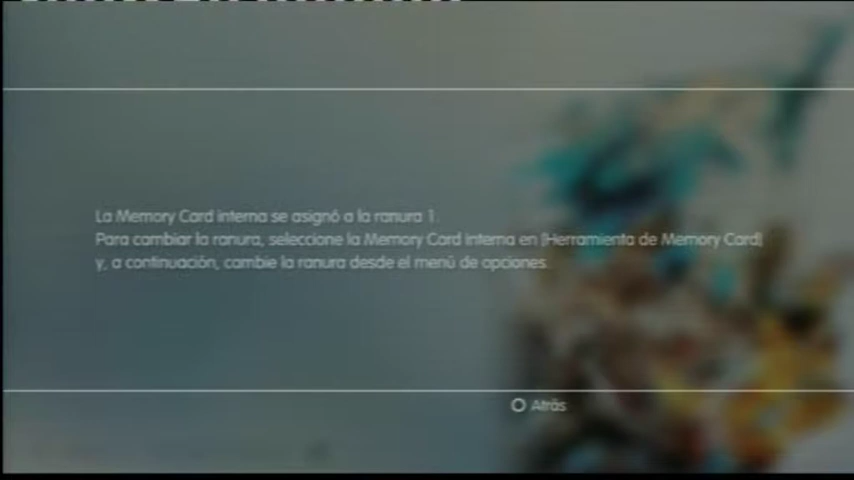 La Memory Card interna se asignó a la ranura 1.
Para cambiar la ranura, seleccione la Memory Card interna en [Herramienta de Memory Card]
y, a continuación, cambie la ranura desde el menú de opciones.
Atrás